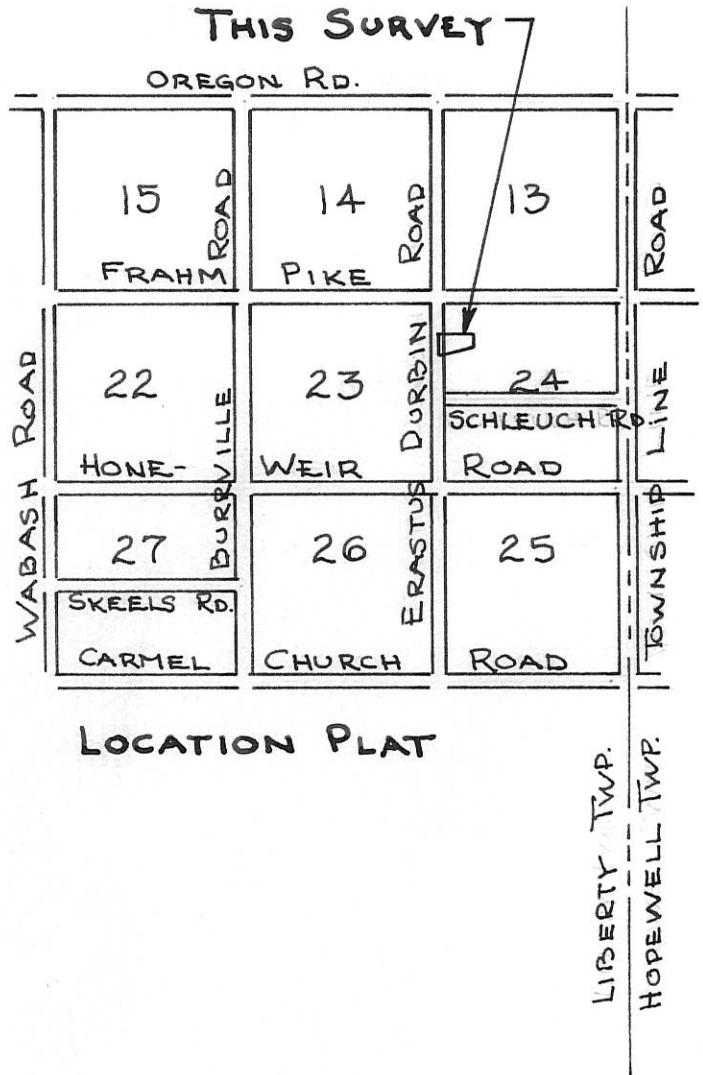 THIS SURVEY
OREGON RD.
15
ROAD
14
ROAD
13
ROAD
FRAHM
PIKE
WABASH ROAD
22
BURRVILLE
23
ERASTUS DURBIN
24
SCHLEUCH RD
TOWNSHIP LINE
HONE-
WEIR
ROAD
27
26
25
SKEELS RD.
CARMEL
CHURCH
ROAD
LOCATION PLAT
LIBERTY TWP.
HOPEWELL TWP.